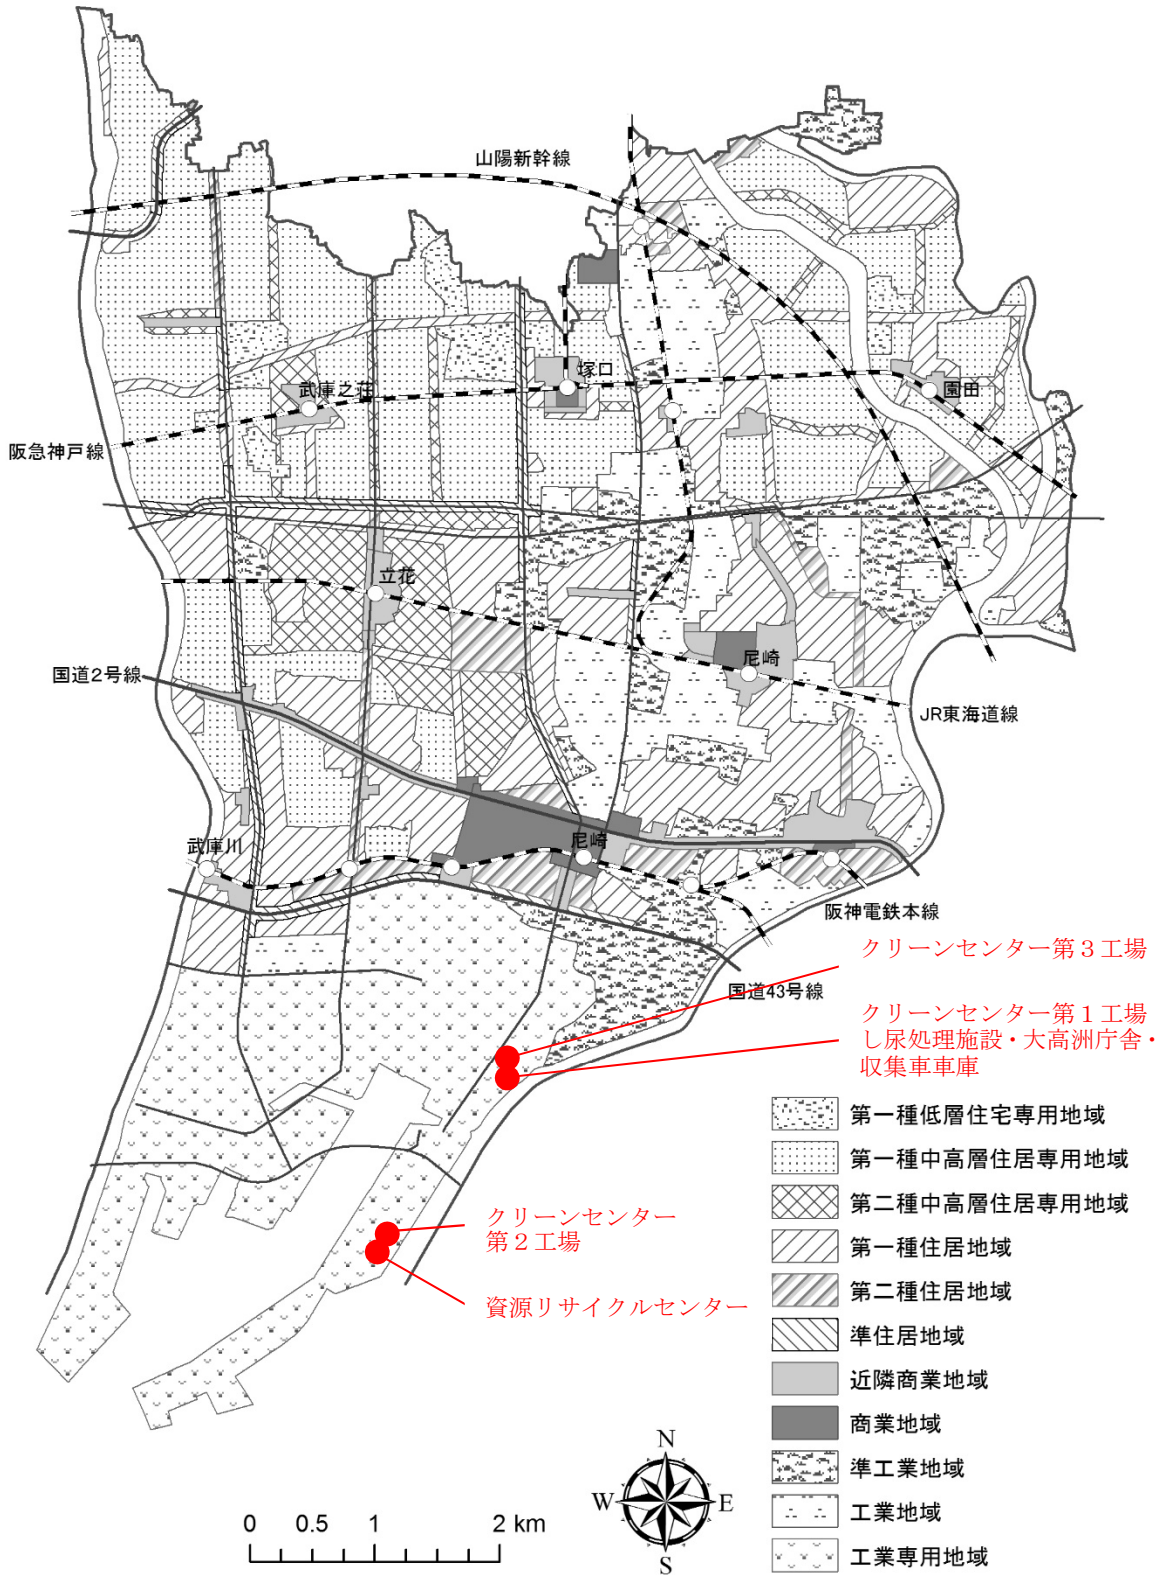 山陽新幹線
塚口
武庫之荘
園田
阪急神戸線
立花
尼崎
国道2号線
JR東海道線
武庫川
尼崎
阪神電鉄本線
国道43号線
クリーンセンター第３工場
クリーンセンター第１工場
し尿処理施設・大高洲庁舎・
収集車車庫
クリーンセンター
第２工場
資源リサイクルセンター
第一種低層住宅専用地域
第一種中高層住居専用地域
第二種中高層住居専用地域
第一種住居地域
第二種住居地域
準住居地域
近隣商業地域
商業地域
準工業地域
工業地域
工業専用地域
N
W E
S
0 0.5 1 2 km